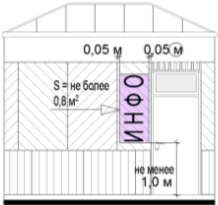 0,05 м 0,05 м
S = не более
0,8 м²
ИНФО
не менее
1,0 м